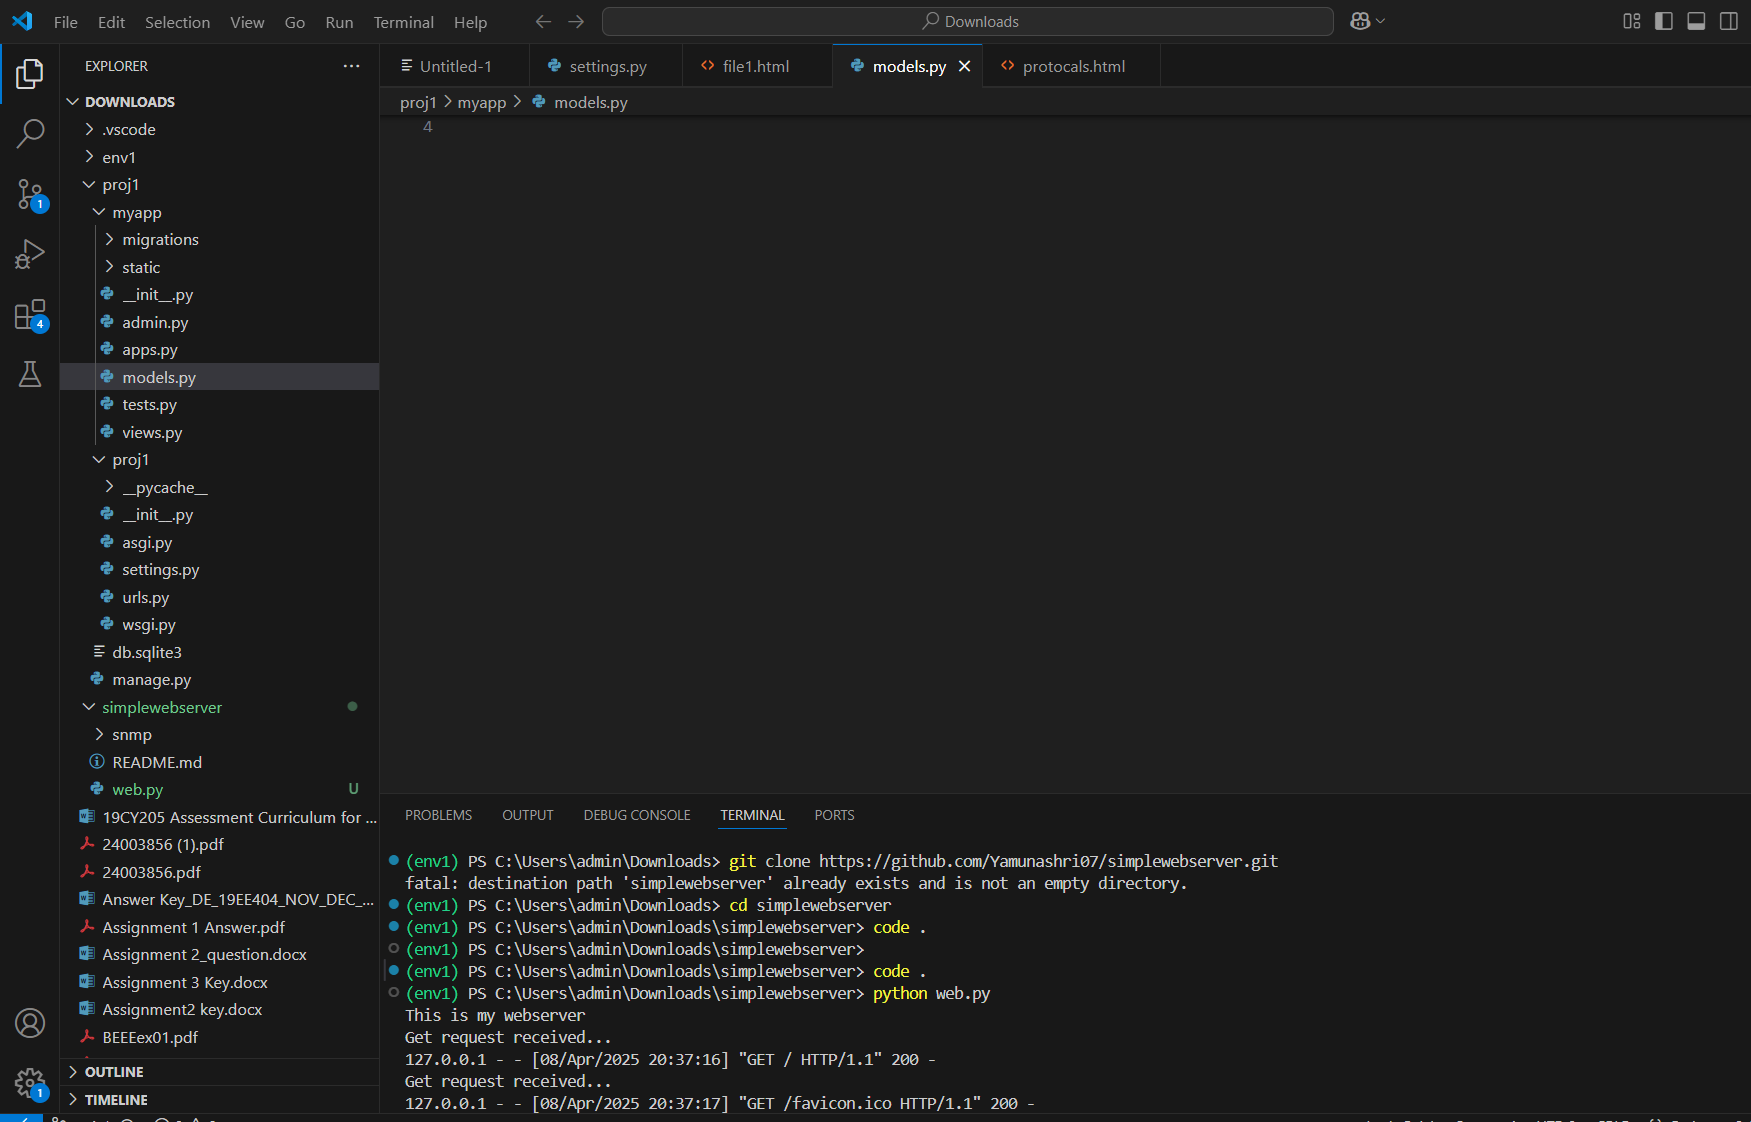 File Edit Selection View Go Run Terminal Help
Downloads
EXPLORER
Untitled-1
settings.py
file1.html
models.py
protocals.html
DOWNLOADS
proj1 > myapp > models.py
4
.vscode
env1
proj1
myapp
migrations
static
__init__.py
admin.py
apps.py
models.py
tests.py
views.py
proj1
__pycache__
__init__.py
asgi.py
settings.py
urls.py
wsgi.py
db.sqlite3
manage.py
simplewebserver
snmp
README.md
web.py U
19CY205 Assessment Curriculum for ...
24003856 (1).pdf
24003856.pdf
Answer Key_DE_19EE404_NOV_DEC_...
Assignment 1 Answer.pdf
Assignment 2_question.docx
Assignment 3 Key.docx
Assignment2 key.docx
BEEEex01.pdf
OUTLINE
TIMELINE
1
4
1
PROBLEMS OUTPUT DEBUG CONSOLE TERMINAL PORTS
(env1) PS C:\Users\admin\Downloads> git clone https://github.com/Yamunashri07/simplewebserver.git
fatal: destination path 'simplewebserver' already exists and is not an empty directory.
(env1) PS C:\Users\admin\Downloads> cd simplewebserver
(env1) PS C:\Users\admin\Downloads\simplewebserver> code .
(env1) PS C:\Users\admin\Downloads\simplewebserver>
(env1) PS C:\Users\admin\Downloads\simplewebserver> code .
(env1) PS C:\Users\admin\Downloads\simplewebserver> python web.py
This is my webserver
Get request received...
127.0.0.1 - - [08/Apr/2025 20:37:16] "GET / HTTP/1.1" 200 -
Get request received...
127.0.0.1 - - [08/Apr/2025 20:37:17] "GET /favicon.ico HTTP/1.1" 200 -